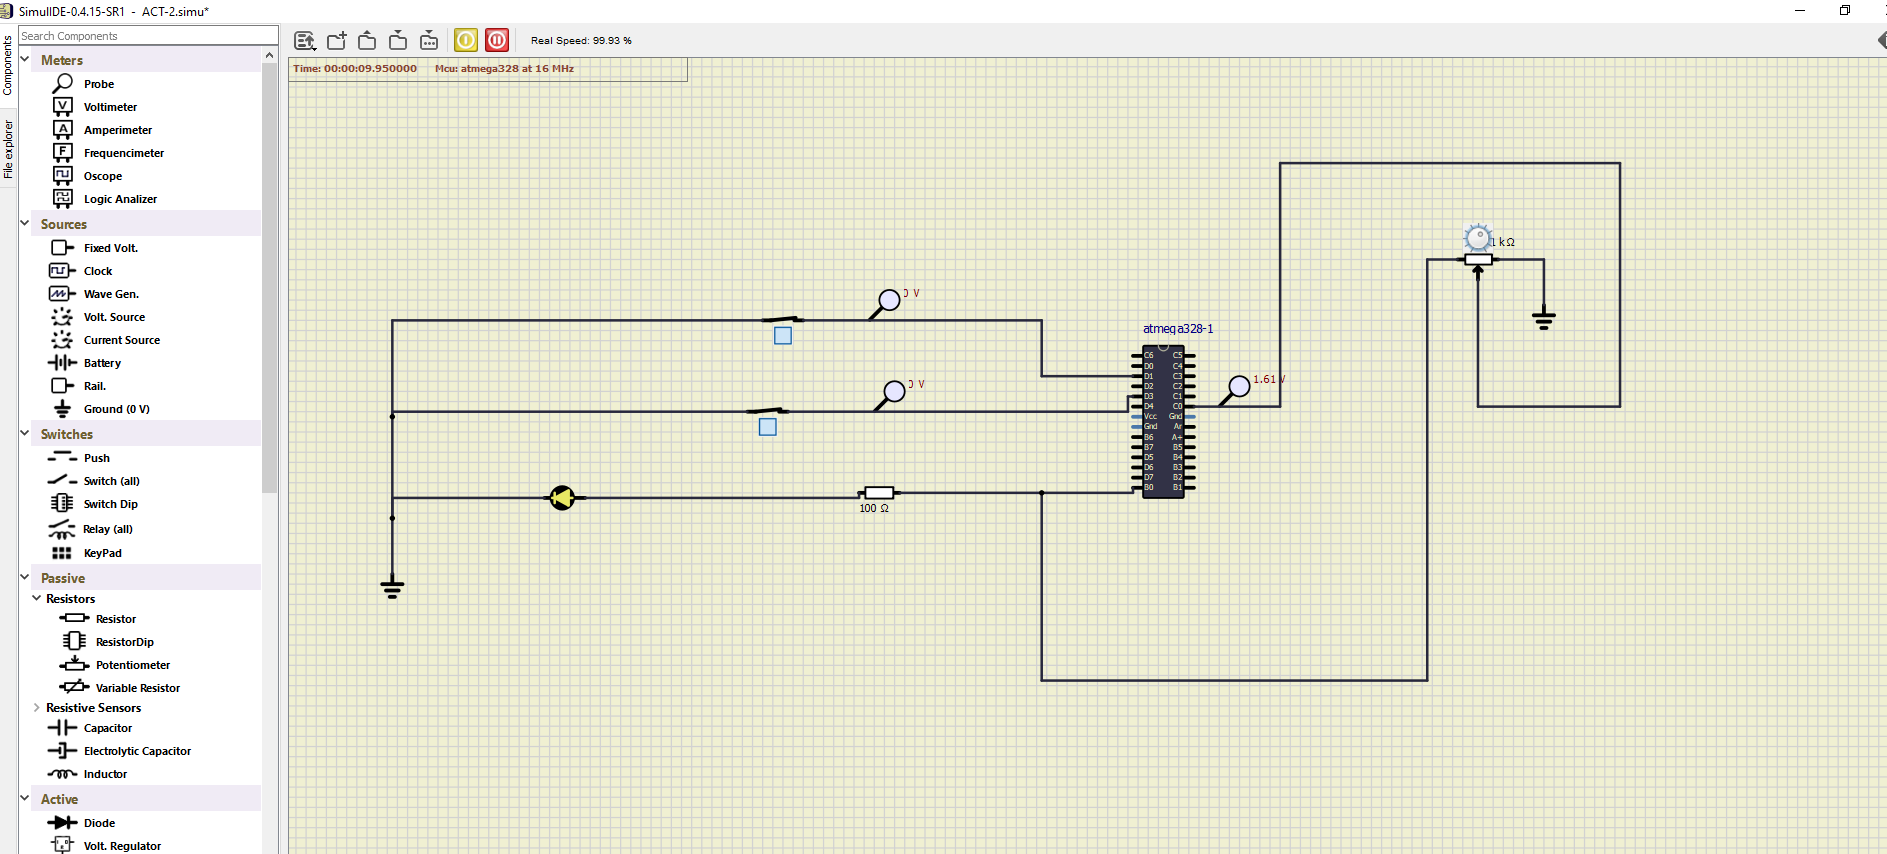 SimulIDE-0.4.15-SR1 - ACT-2.simu*
Components
File explorer
Search Components
Meters
Probe
Voltimeter
Amperimeter
Frequencimeter
Oscope
Logic Analizer
Sources
Fixed Volt.
Clock
Wave Gen.
Volt. Source
Current Source
Battery
Rail.
Ground (0 V)
Switches
Push
Switch (all)
Switch Dip
Relay (all)
KeyPad
Passive
Resistors
Resistor
ResistorDip
Potentiometer
Variable Resistor
Resistive Sensors
Capacitor
Electrolytic Capacitor
Inductor
Active
Diode
Volt. Regulator
Real Speed: 99.93 %
Time: 00:00:09.950000 Mcu: atmega328 at 16 MHz
0 V
0 V
100 Ω
atmega328-1
C6 C5
D0 C4
D1 C3
D2 C2
D3 C1
D4 C0
Vcc Gnd
Gnd Ar
B6 A+
B7 B5
D5 B4
D6 B3
D7 B2
B0 B1
1.61 V
1 kΩ